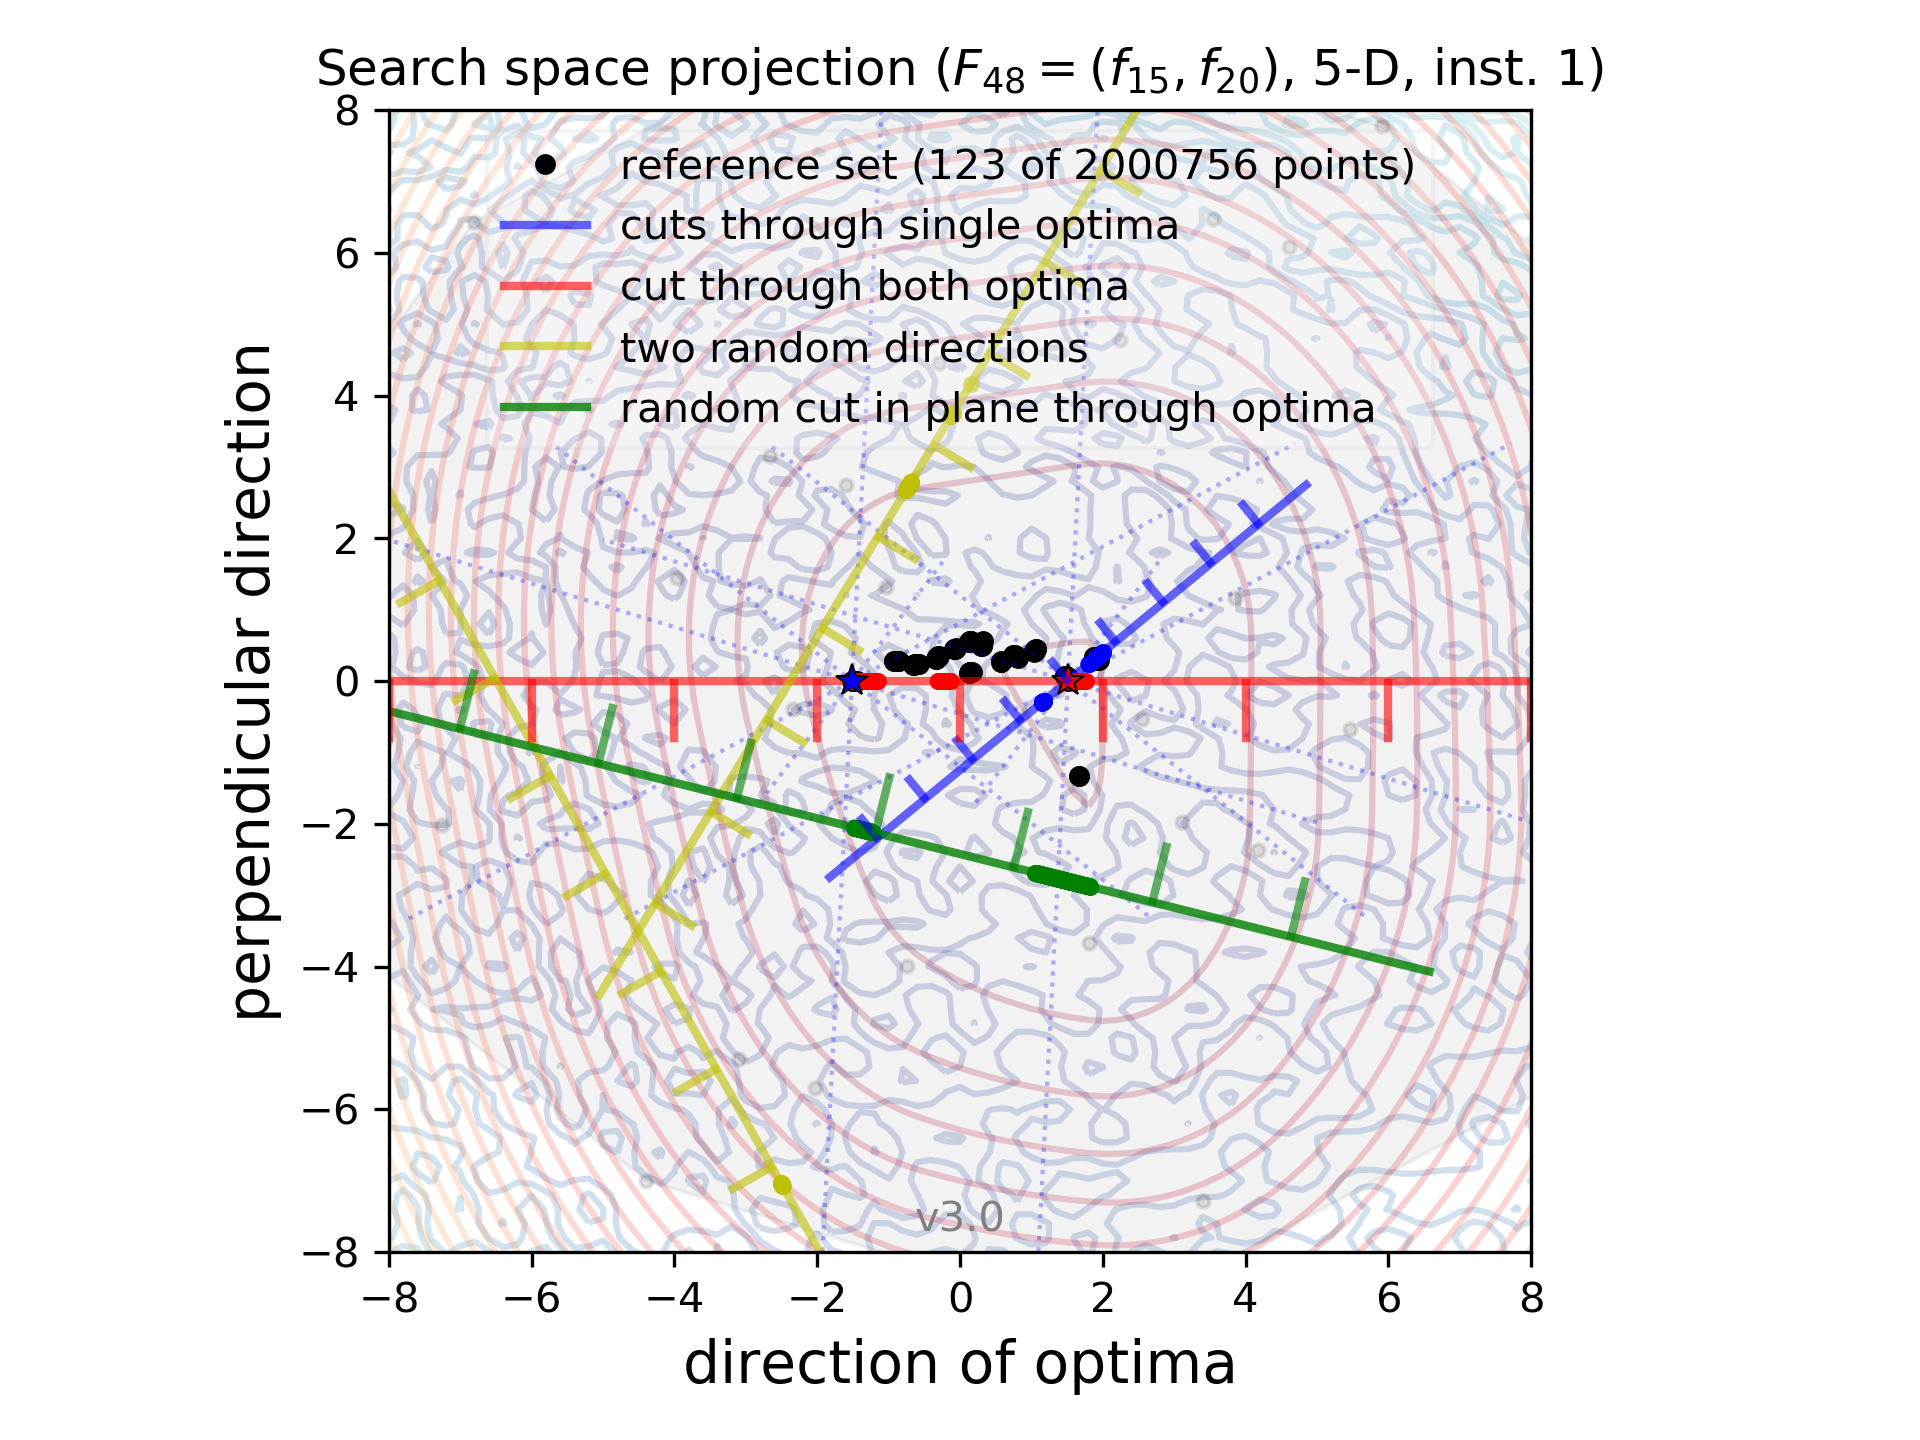 Search space projection (F48 = (f15, f20), 5-D, inst. 1)
reference set (123 of 2000756 points)
cuts through single optima
cut through both optima
two random directions
random cut in plane through optima
8
6
4
2
0
−2
−4
−6
−8
perpendicular direction
v3.0
−8 −6 −4 −2 0 2 4 6 8
direction of optima